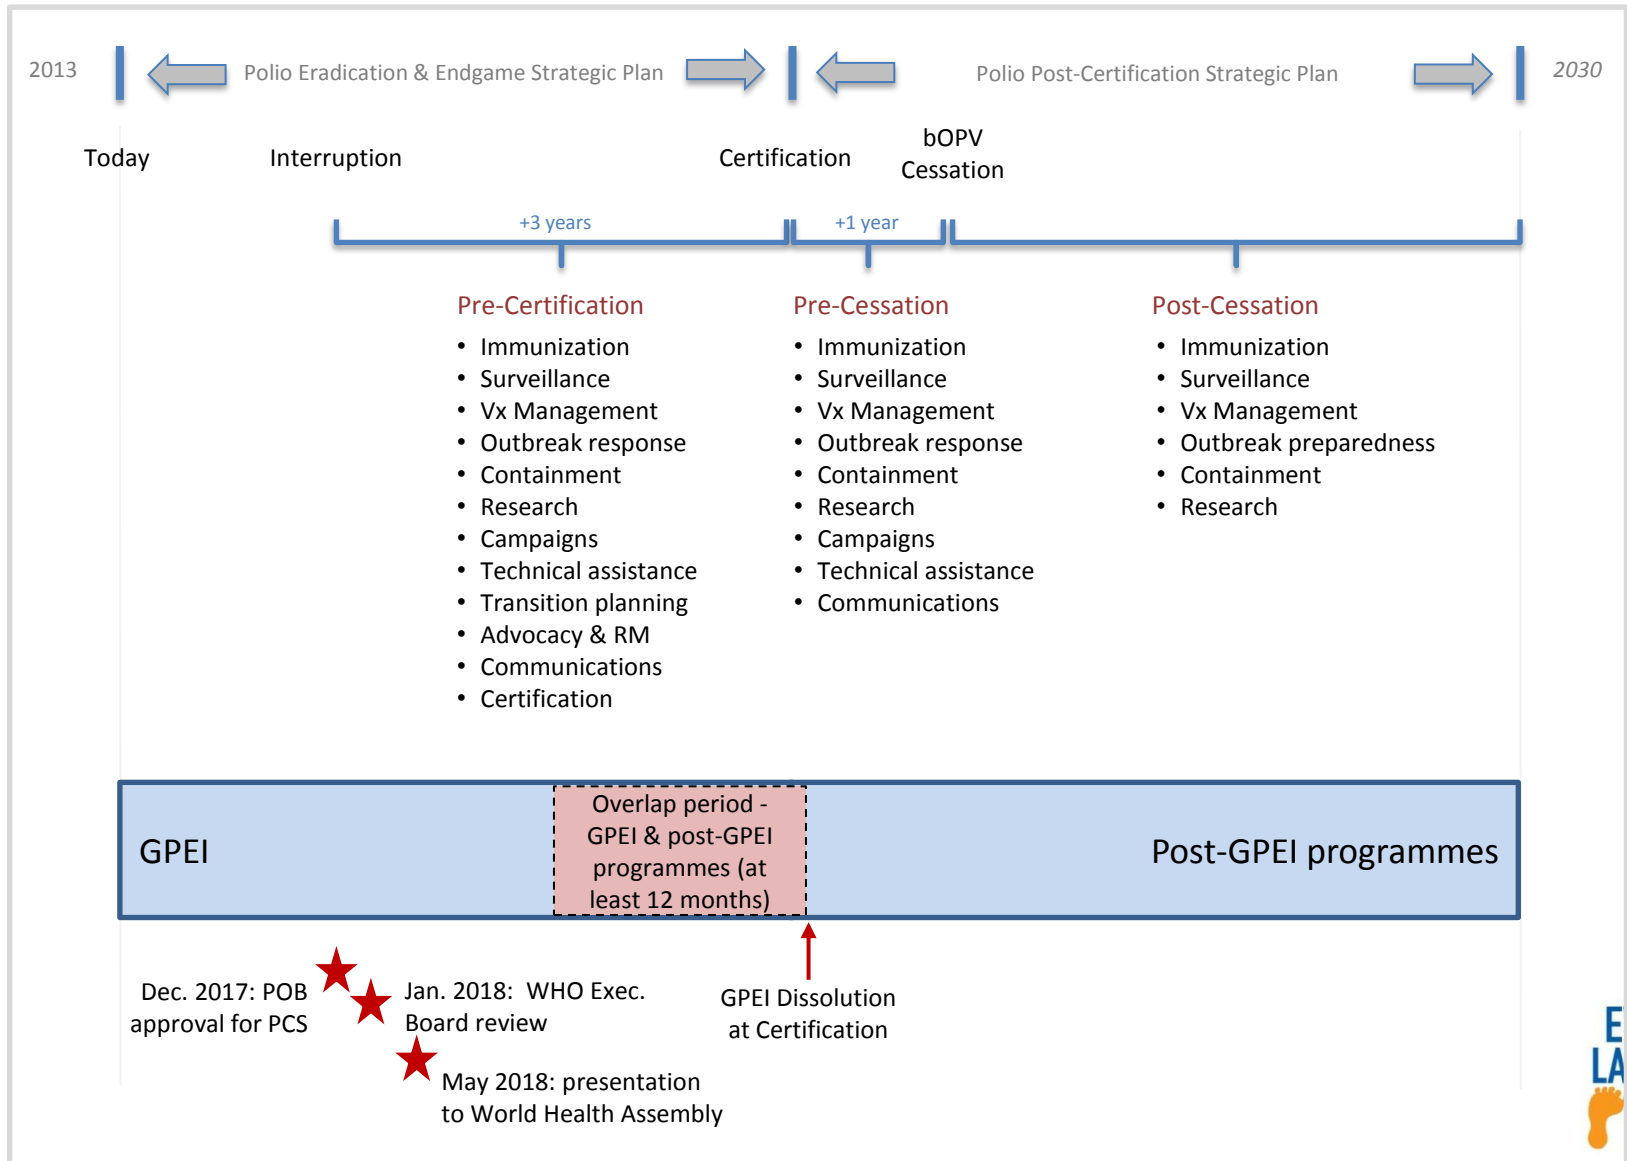 2013
Polio Eradication & Endgame Strategic Plan
Polio Post-Certification Strategic Plan
2030
Today
Interruption
Certification
bOPV
Cessation
+3 years
+1 year
Pre-Certification
• Immunization
• Surveillance
• Vx Management
• Outbreak response
• Containment
• Research
• Campaigns
• Technical assistance
• Transition planning
• Advocacy & RM
• Communications
• Certification
Pre-Cessation
• Immunization
• Surveillance
• Vx Management
• Outbreak response
• Containment
• Research
• Campaigns
• Technical assistance
• Communications
Post-Cessation
• Immunization
• Surveillance
• Vx Management
• Outbreak preparedness
• Containment
• Research
GPEI
Overlap period -
GPEI & post-GPEI
programmes (at
least 12 months)
Post-GPEI programmes
Dec. 2017: POB
approval for PCS
Jan. 2018: WHO Exec.
Board review
May 2018: presentation
to World Health Assembly
GPEI Dissolution
at Certification
E
LA